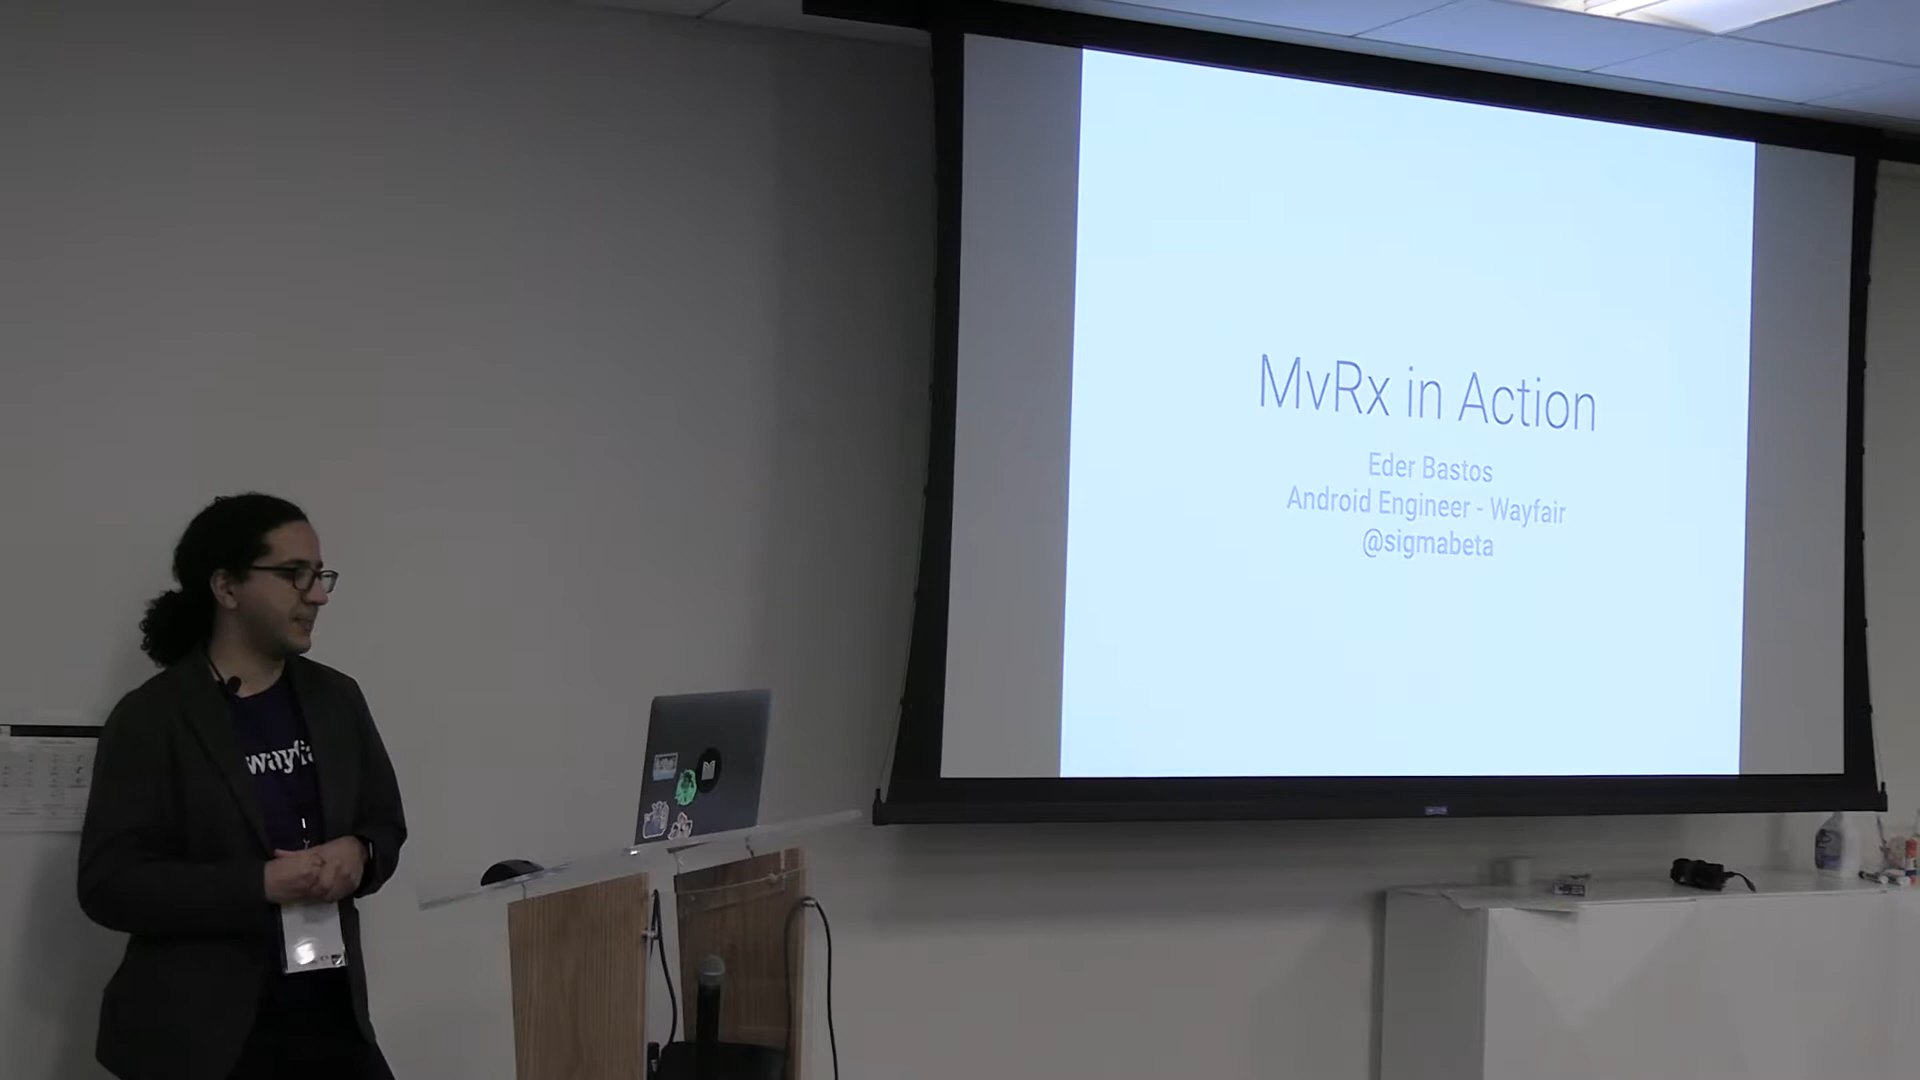 MvRx in Action
Eder Bastos
Android Engineer - Wayfair
@sigmabeta
wayfa